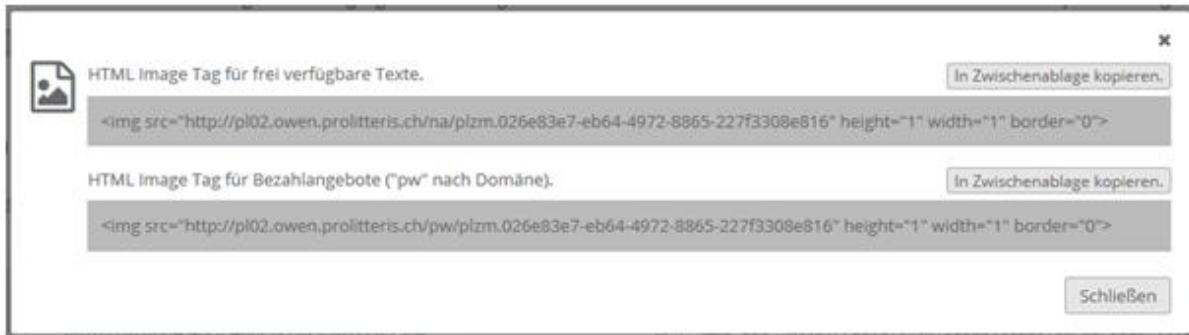 HTML Image Tag für frei verfügbare Texte.
In Zwischenablage kopieren.
<img src="http://pl02.owen.prolitteris.ch/na/plzm.026e83e7-eb64-4972-8865-227f3308e816" height="1" width="1" border="0">
HTML Image Tag für Bezahlangebote ("pw" nach Domäne).
In Zwischenablage kopieren.
<img src="http://pl02.owen.prolitteris.ch/pw/plzm.026e83e7-eb64-4972-8865-227f3308e816" height="1" width="1" border="0">
Schließen